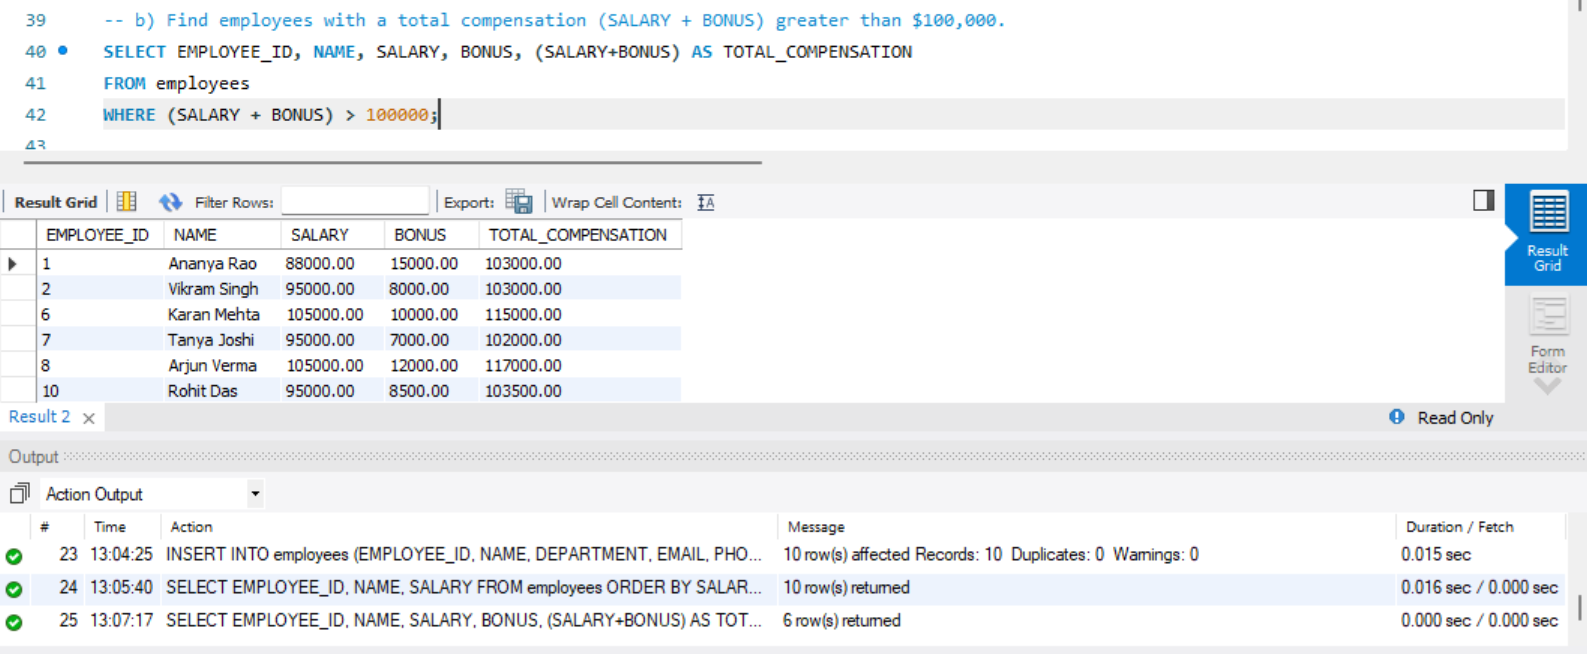 39 -- b) Find employees with a total compensation (SALARY + BONUS) greater than $100,000.
40 SELECT EMPLOYEE_ID, NAME, SALARY, BONUS, (SALARY+BONUS) AS TOTAL_COMPENSATION
41 FROM employees
42 WHERE (SALARY + BONUS) > 100000;
43
Result Grid Filter Rows: Export: Wrap Cell Content:
EMPLOYEE_ID NAME SALARY BONUS TOTAL_COMPENSATION
1 Ananya Rao 88000.00 15000.00 103000.00
2 Vikram Singh 95000.00 8000.00 103000.00
6 Karan Mehta 105000.00 10000.00 115000.00
7 Tanya Joshi 95000.00 7000.00 102000.00
8 Arjun Verma 105000.00 12000.00 117000.00
10 Rohit Das 95000.00 8500.00 103500.00
Result
Grid
Form
Editor
Result 2 Read Only
Output
Action Output
# Time Action Message Duration / Fetch
23 13:04:25 INSERT INTO employees (EMPLOYEE_ID, NAME, DEPARTMENT, EMAIL, PHO... 10 row(s) affected Records: 10 Duplicates: 0 Warnings: 0 0.015 sec
24 13:05:40 SELECT EMPLOYEE_ID, NAME, SALARY FROM employees ORDER BY SALAR... 10 row(s) returned 0.016 sec / 0.000 sec
25 13:07:17 SELECT EMPLOYEE_ID, NAME, SALARY, BONUS, (SALARY+BONUS) AS TOT... 6 row(s) returned 0.000 sec / 0.000 sec